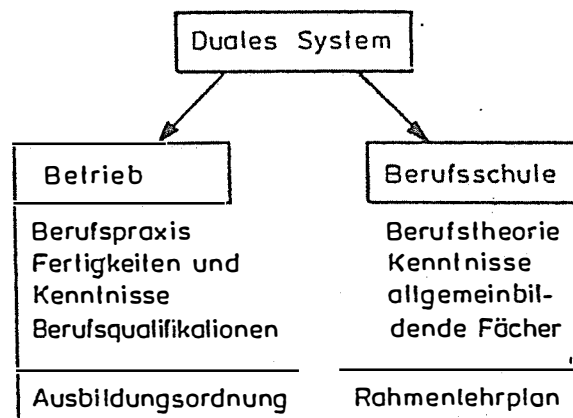 Duales System
Betrieb
Berufspraxis
Fertigkeiten und
Kenntnisse
Berufsqualifikationen
Ausbildungsordnung
Berufsschule
Berufstheorie
Kenntnisse
allgemeinbil-
dende Fächer
Rahmenlehrplan